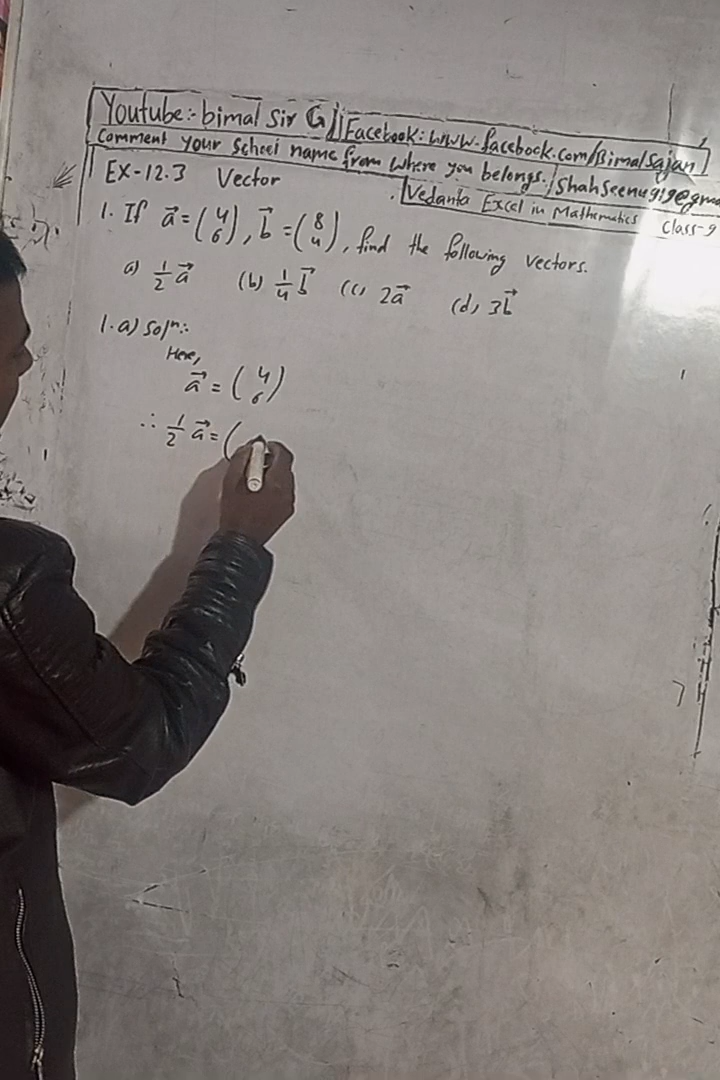 Youtube:- bimal Sir G || Facebook: www.facebook.com/Bimalsajan
Comment your School name from where you belongs./
EX-12.3 Vector
Vedanta Excel in Mathematics Class-9
1. If a⃗ = (4 6), b⃗ = (8 4), find the following vectors.
a) 1/2 a⃗ (b) 1/4 b⃗ (c) 2a⃗ (d) 3b⃗
1.a) Solⁿ:
Here,
a⃗ = (4 6)
∴ 1/2 a⃗ = (